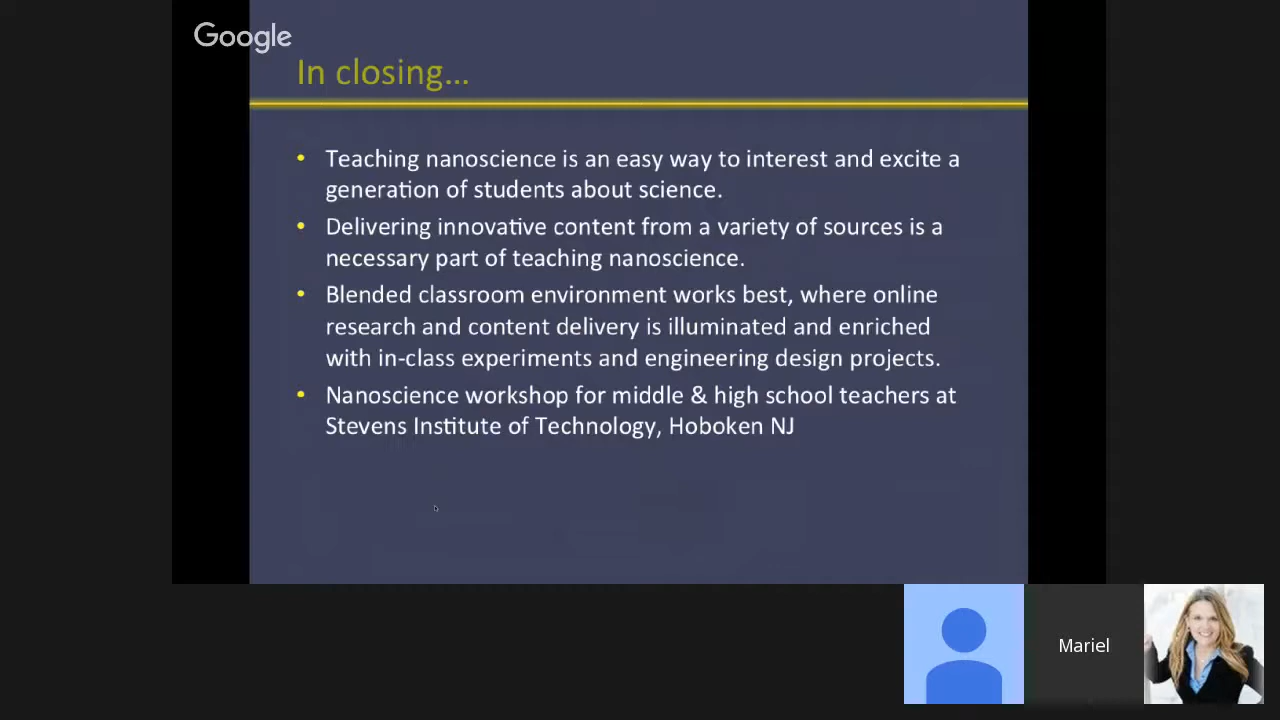 Google
In closing...
• Teaching nanoscience is an easy way to interest and excite a
generation of students about science.
• Delivering innovative content from a variety of sources is a
necessary part of teaching nanoscience.
• Blended classroom environment works best, where online
research and content delivery is illuminated and enriched
with in-class experiments and engineering design projects.
• Nanoscience workshop for middle & high school teachers at
Stevens Institute of Technology, Hoboken NJ
Mariel